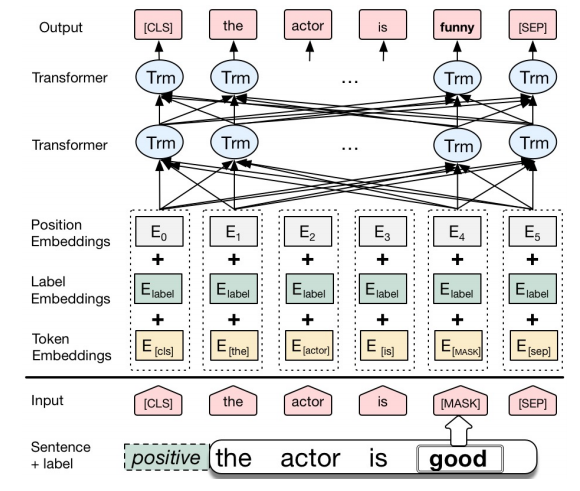 Output [CLS] the actor is funny [SEP]
Transformer Trm Trm ... Trm Trm
Transformer Trm Trm ... Trm Trm
Position Embeddings E0 E1 E2 E3 E4 E5
+ + + + + +
Label Embeddings Elabel Elabel Elabel Elabel Elabel Elabel
+ + + + + +
Token Embeddings E[cls] E[the] E[actor] E[is] E[MASK] E[sep]
Input [CLS] the actor is [MASK] [SEP]
Sentence + label positive the actor is good